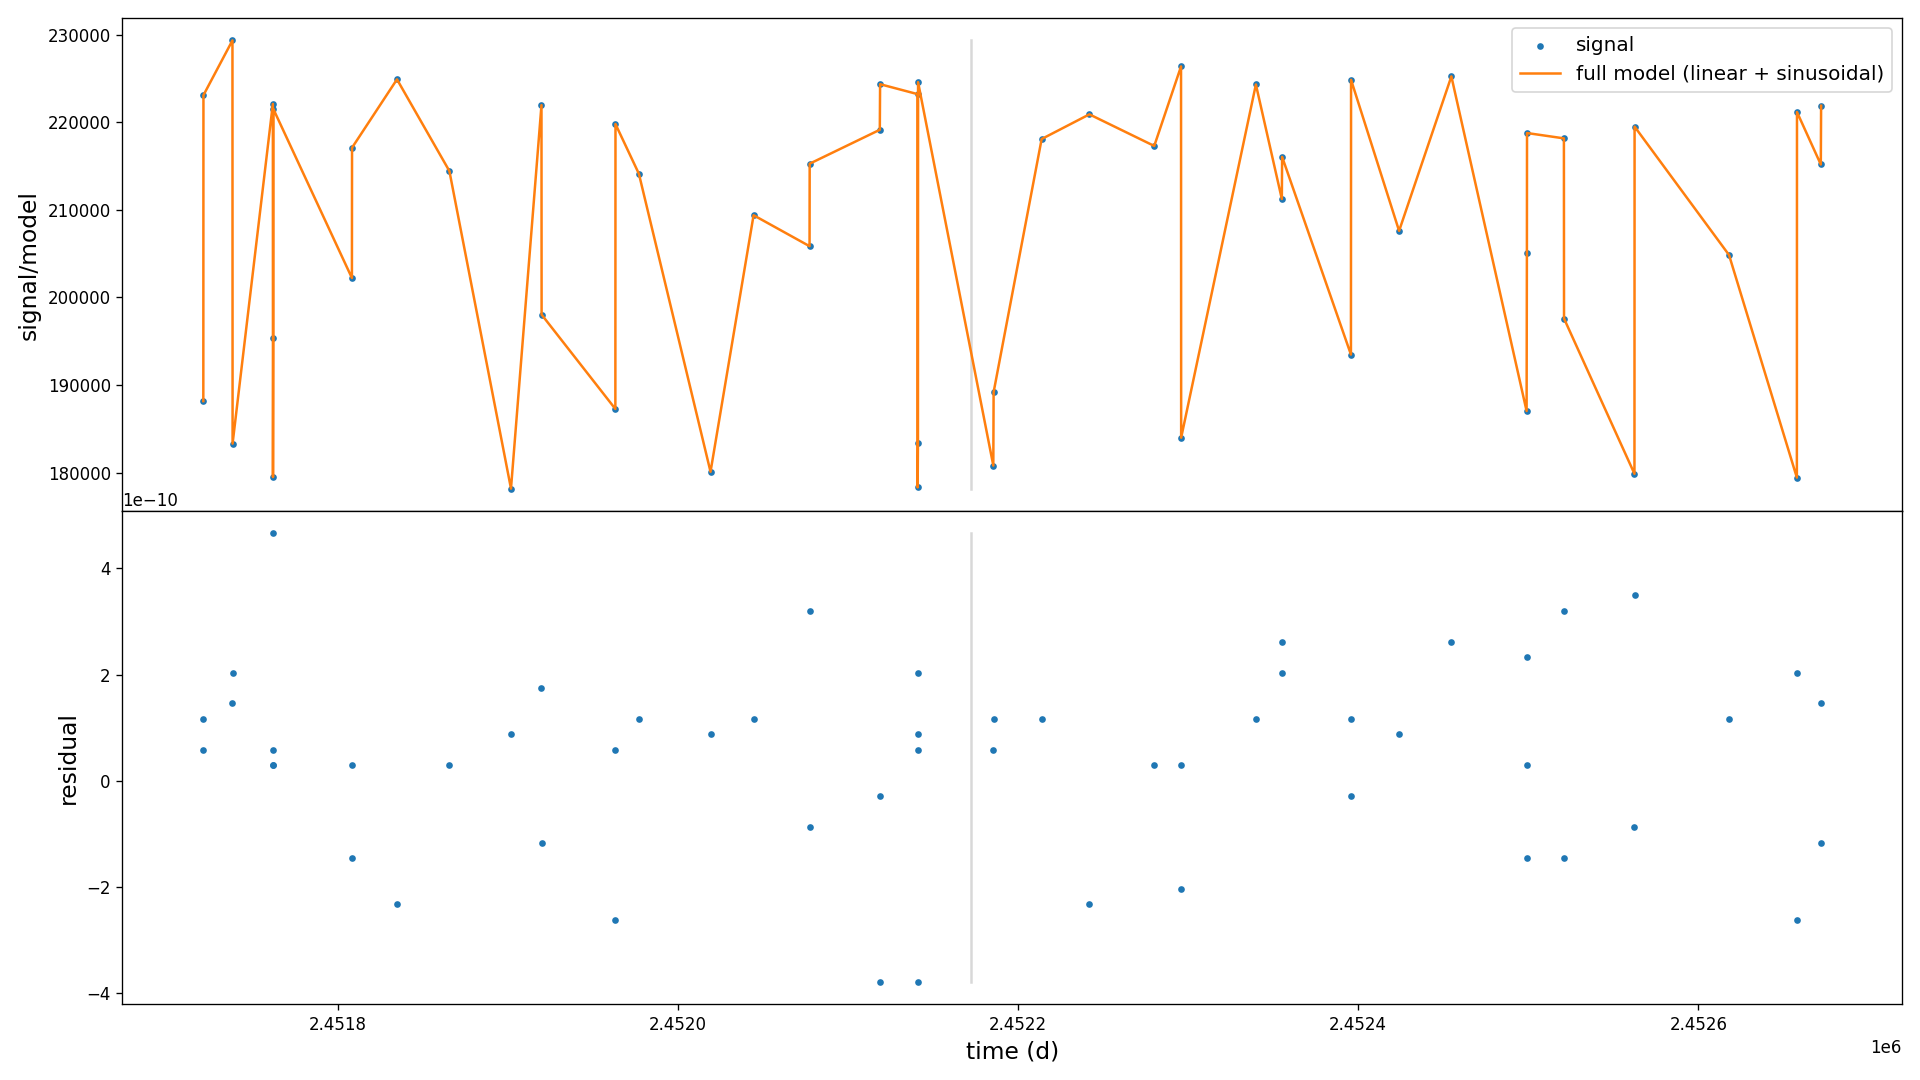 230000
220000
210000
200000
190000
180000
signal/model
signal
full model (linear + sinusoidal)
1e−10
4
2
0
−2
−4
residual
2.4518
2.4520
2.4522
2.4524
2.4526
time (d)
1e6